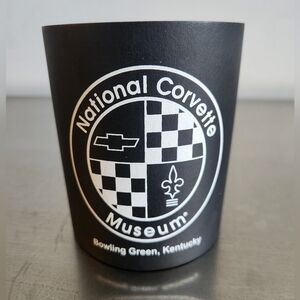 National Corvette
Museum®
Bowling Green, Kentucky